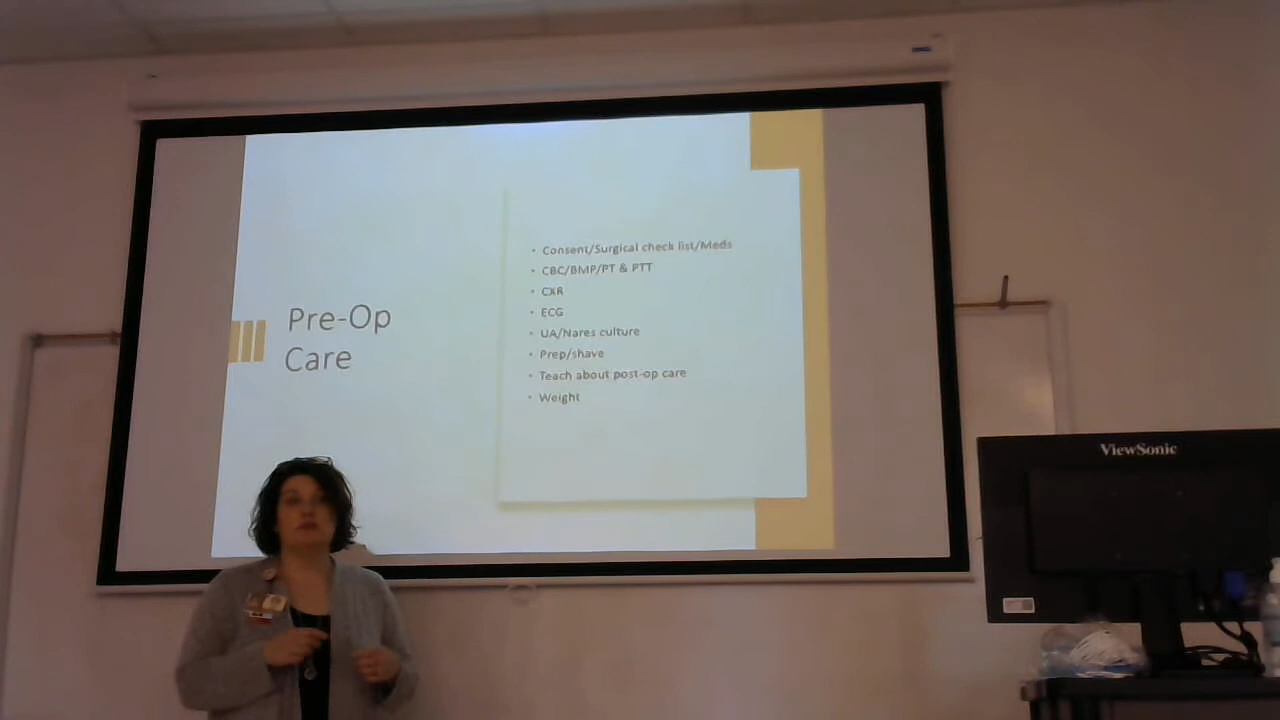 Pre-Op
Care
• Consent/Surgical check list/Meds
• CBC/BMP/PT & PTT
• CXR
• ECG
• UA/Nares culture
• Prep/shave
• Teach about post-op care
• Weight
ViewSonic